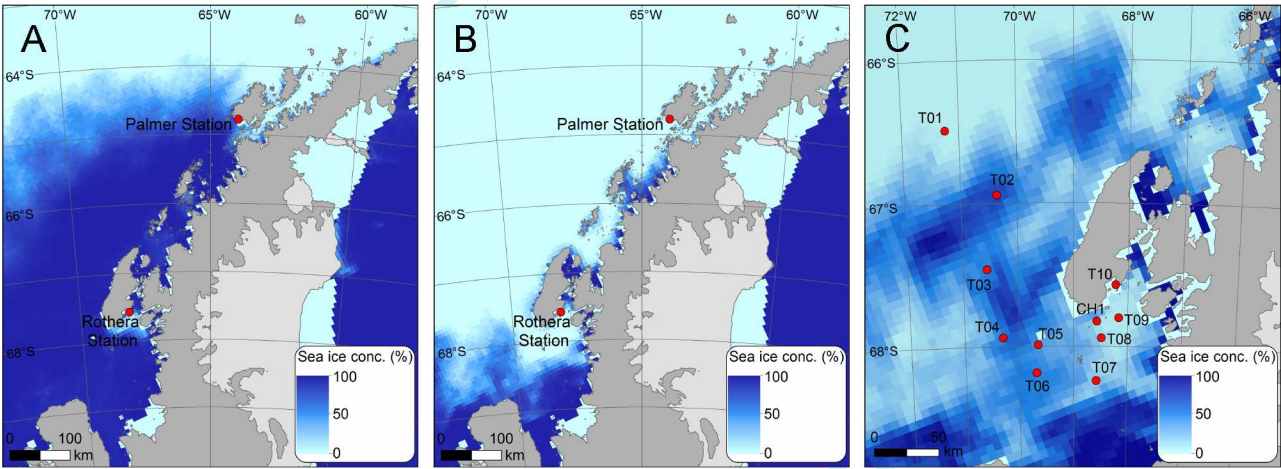 A
70°W
65°W
60°W
64°S
66°S
68°S
Palmer Station
Rothera
Station
Sea ice conc. (%)
100
50
0
0
100
km
B
70°W
65°W
60°W
64°S
66°S
68°S
Palmer Station
Rothera
Station
Sea ice conc. (%)
100
50
0
0
100
km
C
72°W
70°W
68°W
66°W
66°S
67°S
68°S
T01
T02
T03
T10
CH1
T09
T04
T05
T08
T06
T07
Sea ice conc. (%)
100
50
0
0
50
km